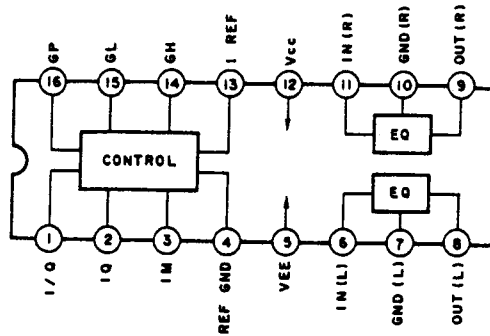 GP
GL
GH
I REF
Vcc
IN(R)
GND(R)
OUT(R)
16
15
14
13
12
11
10
9
CONTROL
EQ
EQ
1
2
3
4
5
6
7
8
I/Q
IQ
IM
REF GND
VEE
IN(L)
GND(L)
OUT(L)